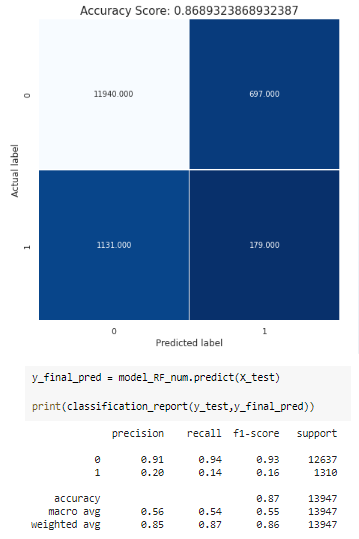 Accuracy Score: 0.8689323868932387
0
11940.000
697.000
Actual label
1
1131.000
179.000
0
1
Predicted label
y_final_pred = model_RF_num.predict(X_test)
print(classification_report(y_test,y_final_pred))
precision recall f1-score support
0 0.91 0.94 0.93 12637
1 0.20 0.14 0.16 1310
accuracy 0.87 13947
macro avg 0.56 0.54 0.55 13947
weighted avg 0.85 0.87 0.86 13947